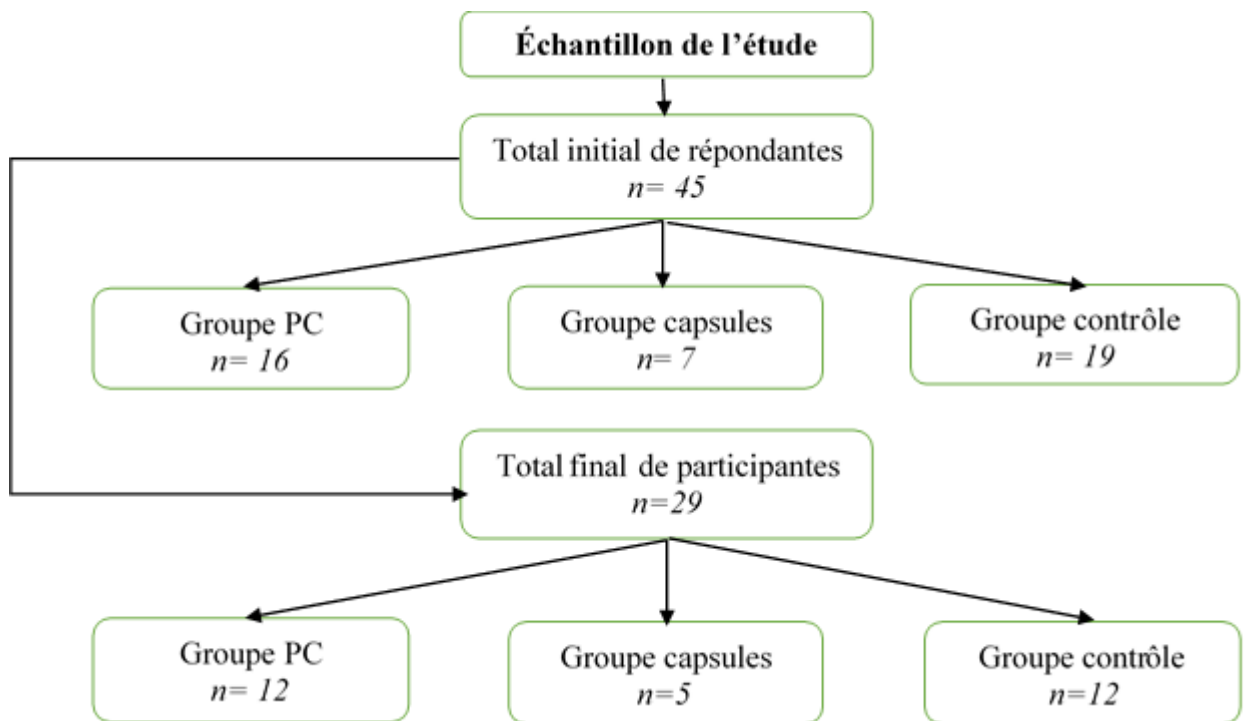 Échantillon de l’étude
Total initial de répondantes
n= 45
Groupe PC
n= 16
Groupe capsules
n= 7
Groupe contrôle
n= 19
Total final de participantes
n=29
Groupe PC
n= 12
Groupe capsules
n=5
Groupe contrôle
n=12